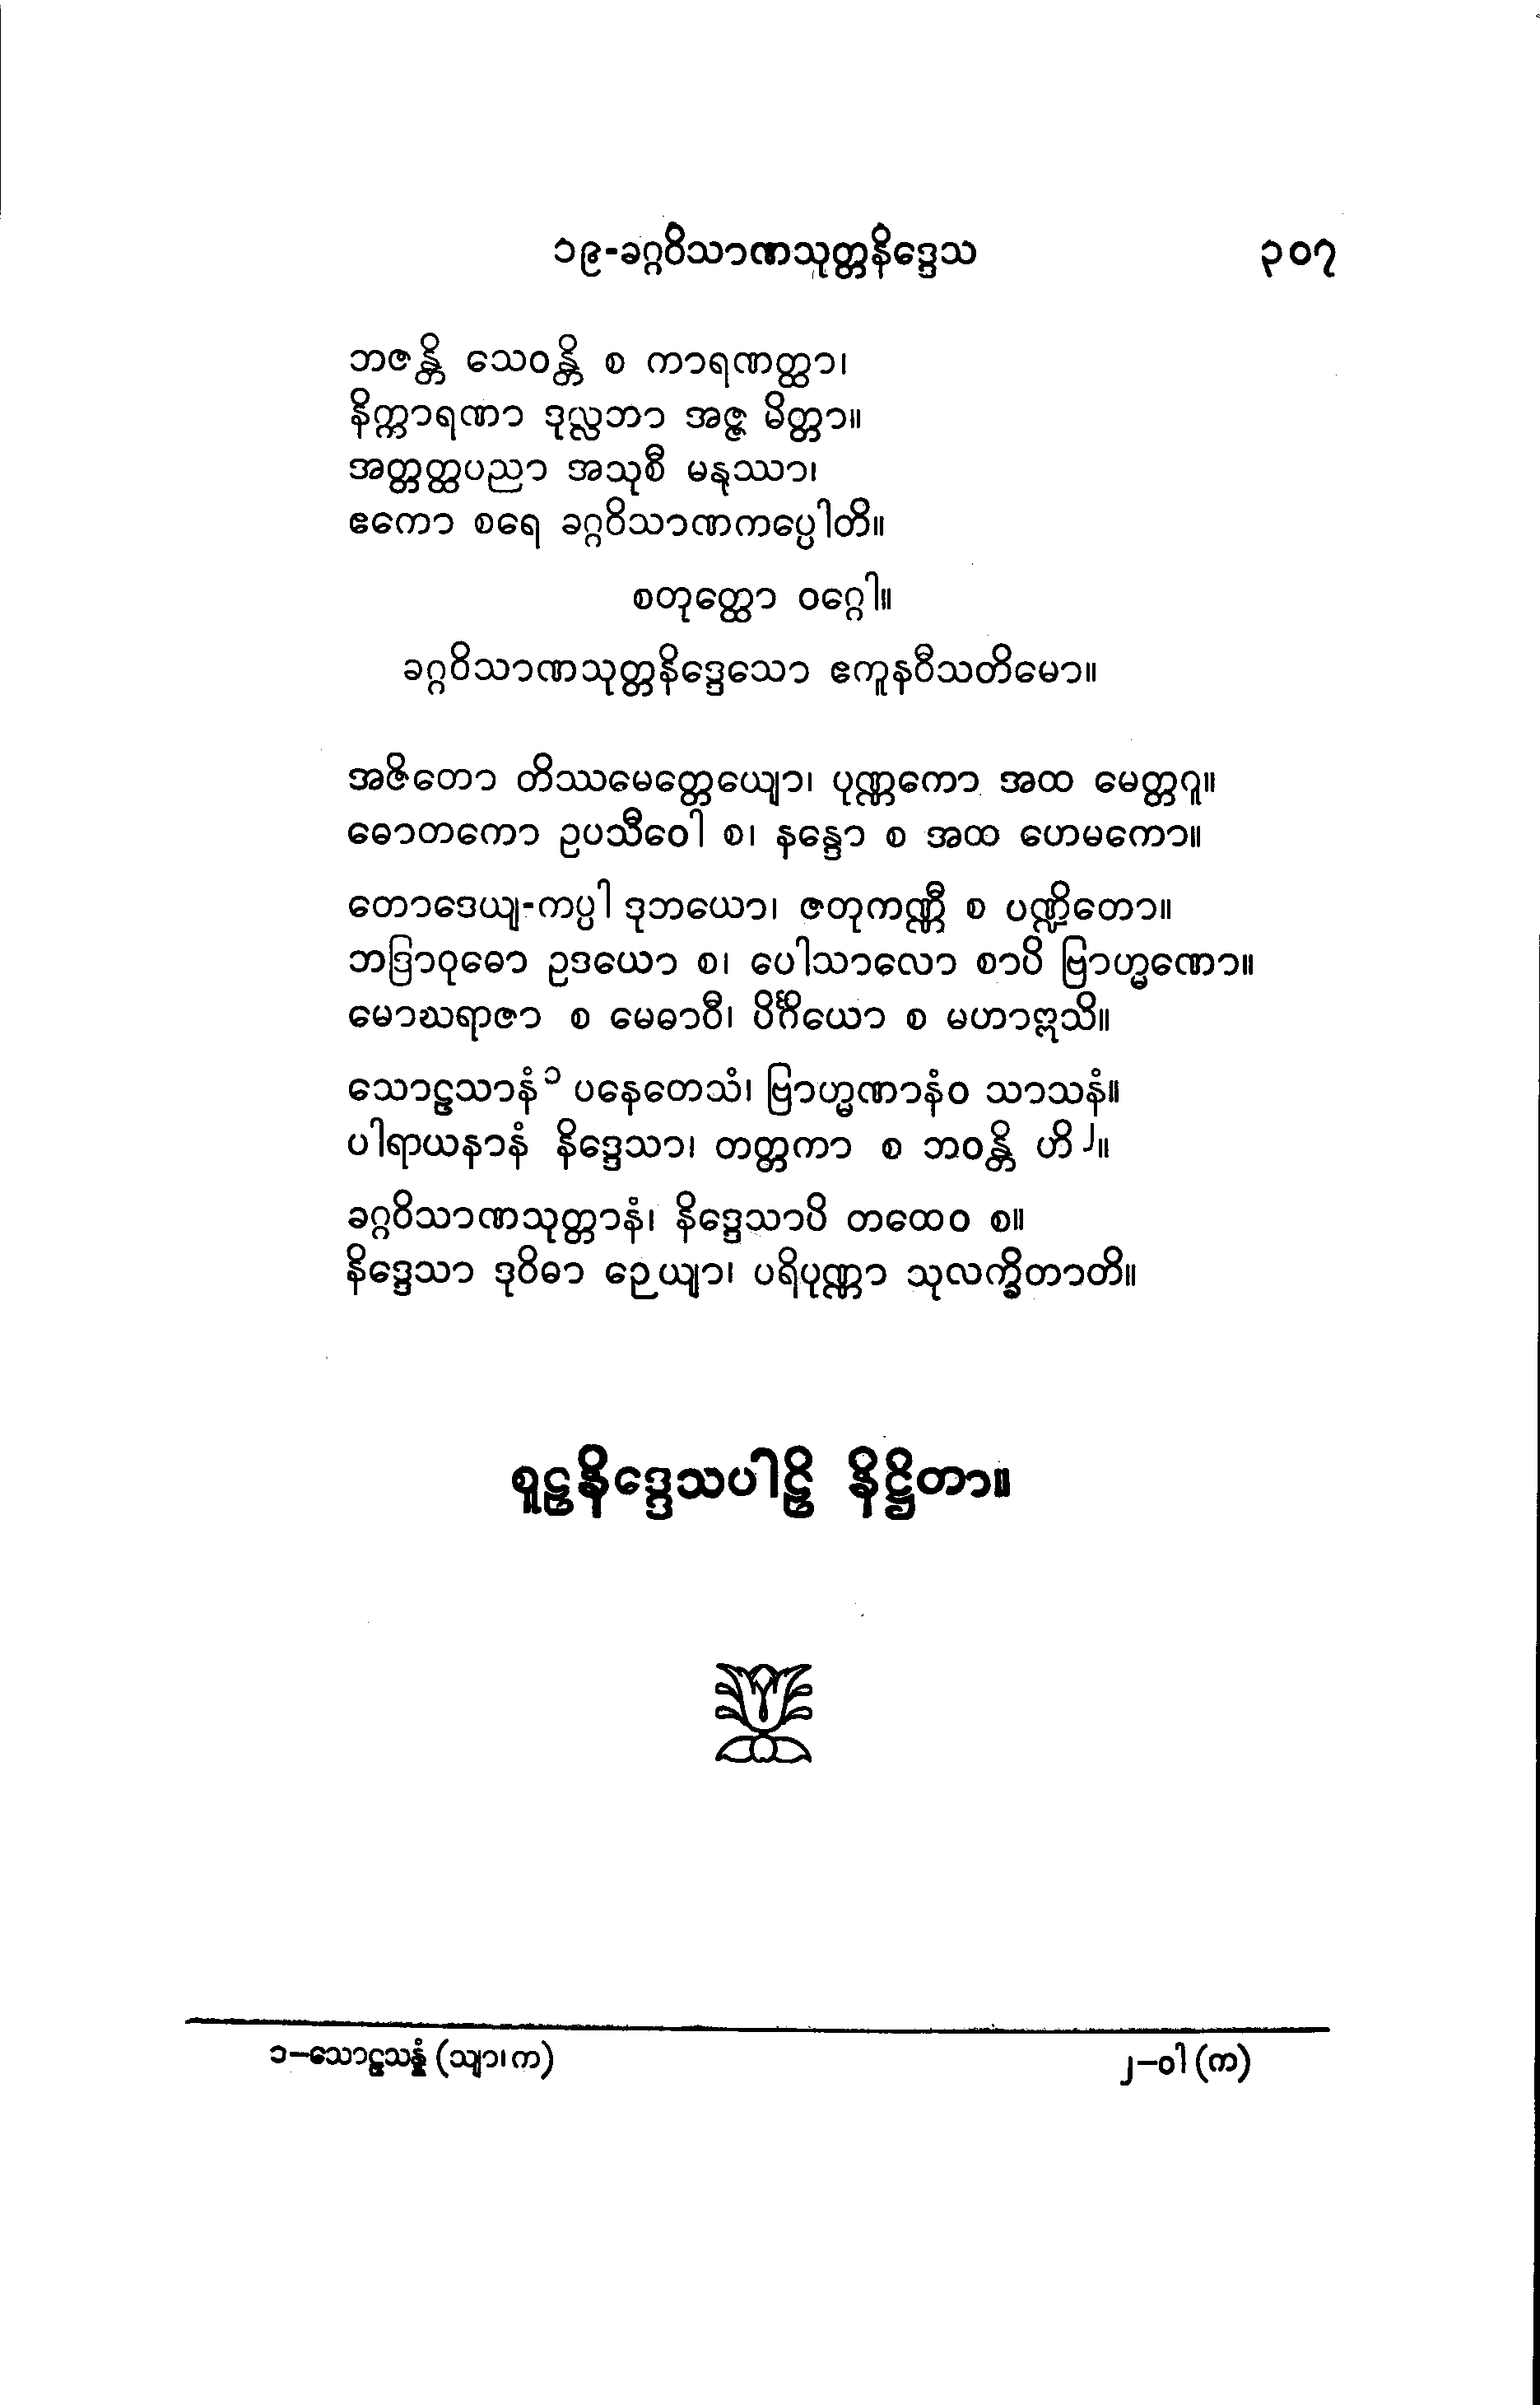 ၁၉-ခဂ္ဂဝိသာဏသုတ္တနိဒ္ဒေသ ၃၀၇
ဘဇန္တိ သေဝန္တိ စ ကာရဏတ္ထာ၊
နိက္ကာရဏာ ဒုလ္လဘာ အဇ္ဇ မိတ္တာ။
အတ္တတ္ထပညာ အသုစီ မနုဿာ၊
ဧကော စရေ ခဂ္ဂဝိသာဏကပ္ပေါတိ။
စတုတ္ထော ဝဂ္ဂေါ။
ခဂ္ဂဝိသာဏသုတ္တနိဒ္ဒေသော ဧကူနဝီသတိမော။
အဇိတော တိဿမေတ္တေယျော၊ ပုဏ္ဏကော အထ မေတ္တဂူ။
ဓောတကော ဥပသီဝေါ စ၊ နန္ဒော စ အထ ဟေမကော။
တောဒေယျ-ကပ္ပါ ဒုဘယော၊ ဇတုကဏ္ဏီ စ ပဏ္ဍိတော။
ဘဒြာဝုဓော ဥဒယော စ၊ ပေါသာလော စာပိ ဗြာဟ္မဏော။
မောဃရာဇာ စ မေဓာဝီ၊ ပိင်္ဂိယော စ မဟာဣသိ။
သောဠသာနံ၁ ပနေတေသံ၊ ဗြာဟ္မဏာနံဝ သာသနံ။
ပါရာယနာနံ နိဒ္ဒေသာ၊ တတ္တကာ စ ဘဝန္တိ ဟိ၂။
ခဂ္ဂဝိသာဏသုတ္တာနံ၊ နိဒ္ဒေသာပိ တထေဝ စ။
နိဒ္ဒေသာ ဒုဝိဓာ ဉေယျာ၊ ပရိပုဏ္ဏာ သုလက္ခိတာတိ။
စူဠနိဒ္ဒေသပါဠိ နိဋ္ဌိတာ။
၁–သောဠသန္နံ (သျာ၊ က) ၂–ဝါ (က)